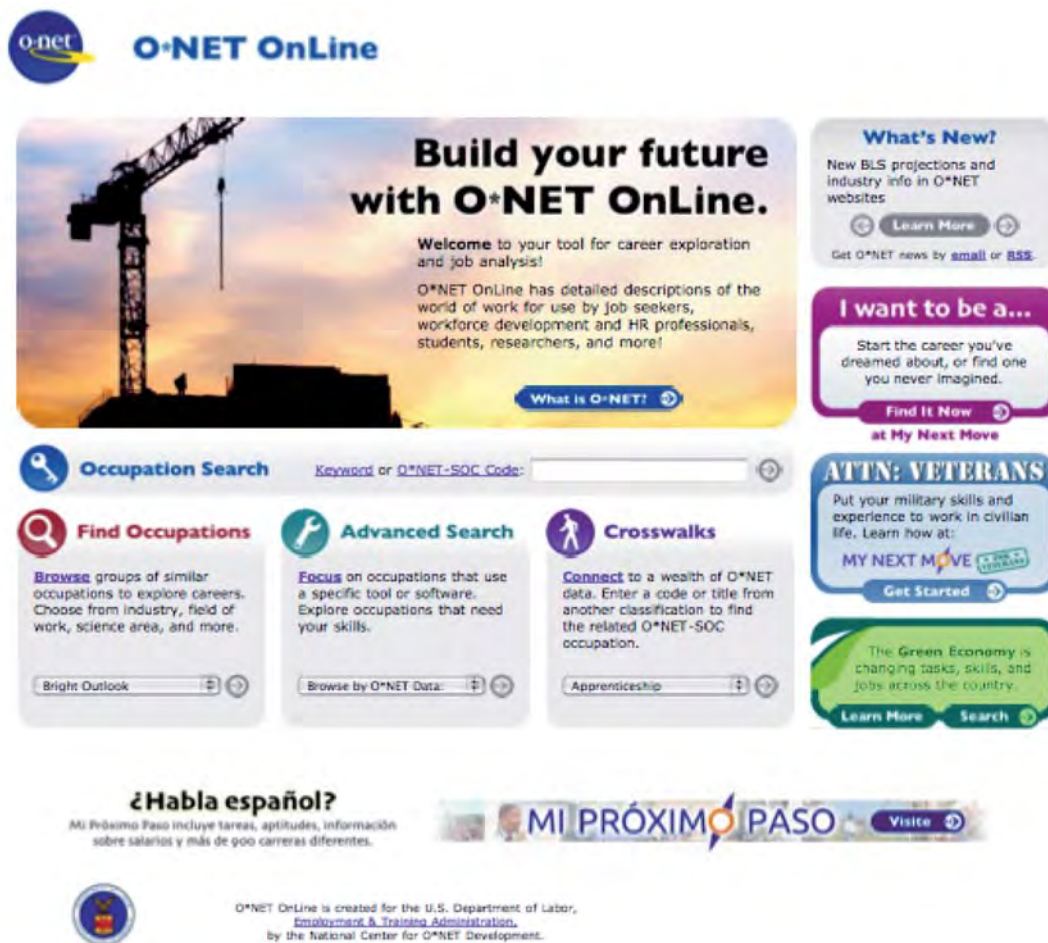 o·net
O*NET OnLine
Build your future
with O*NET OnLine.
Welcome to your tool for career exploration
and job analysis!
O*NET OnLine has detailed descriptions of the
world of work for use by job seekers,
workforce development and HR professionals,
students, researchers, and more!
What is O*NET?
What's New?
New BLS projections and
industry info in O*NET
websites
Learn More
Get O*NET news by email or RSS.
I want to be a...
Start the career you've
dreamed about, or find one
you never imagined.
Find It Now
at My Next Move
Occupation Search
Keyword or O*NET-SOC Code:
ATTN: VETERANS
Put your military skills and
experience to work in civilian
life. Learn how at:
MY NEXT MOVE FOR VETERANS
Get Started
Find Occupations
Browse groups of similar
occupations to explore careers.
Choose from industry, field of
work, science area, and more.
Bright Outlook
Advanced Search
Focus on occupations that use
a specific tool or software.
Explore occupations that need
your skills.
Browse by O*NET Data:
Crosswalks
Connect to a wealth of O*NET
data. Enter a code or title from
another classification to find
the related O*NET-SOC
occupation.
Apprenticeship
The Green Economy is
changing tasks, skills, and
jobs across the country.
Learn More
Search
¿Habla español?
Mi Próximo Paso incluye tareas, aptitudes, información
sobre salarios y más de 900 carreras diferentes.
MI PRÓXIMO PASO
Visite
O*NET OnLine is created for the U.S. Department of Labor,
Employment & Training Administration,
by the National Center for O*NET Development.